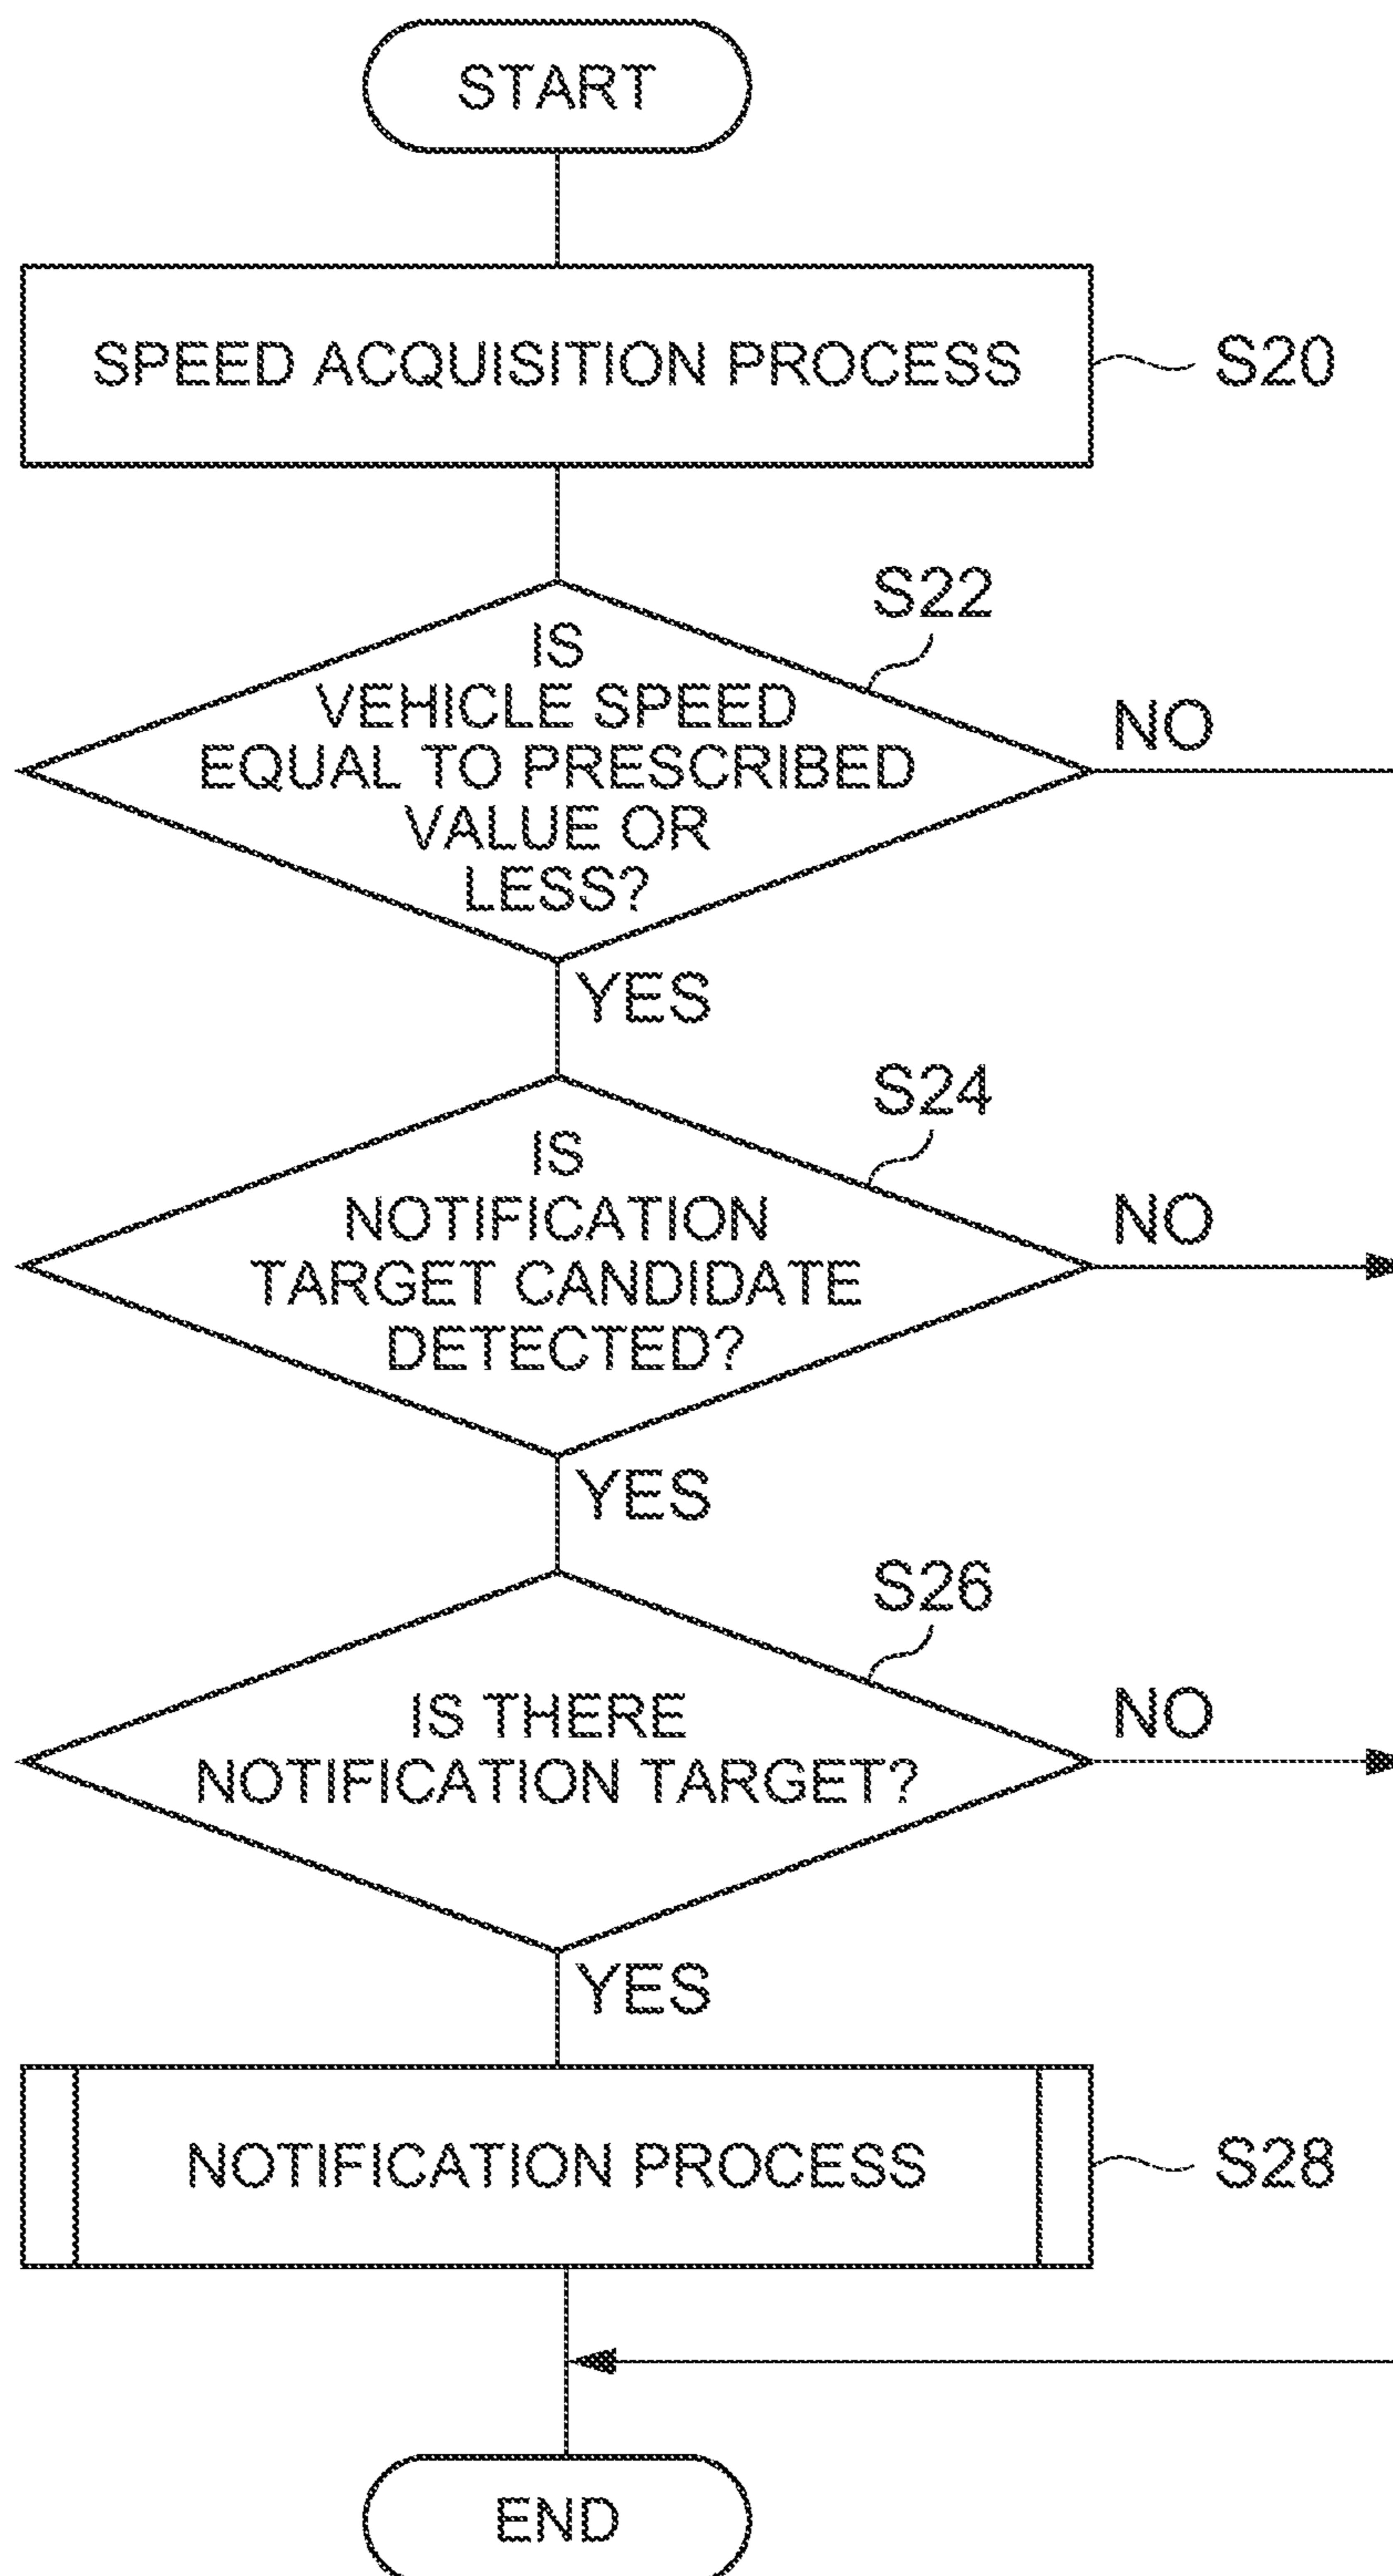 START
SPEED ACQUISITION PROCESS
S20
S22
IS
VEHICLE SPEED
EQUAL TO PRESCRIBED
VALUE OR
LESS?
NO
YES
S24
IS
NOTIFICATION
TARGET CANDIDATE
DETECTED?
NO
YES
S26
IS THERE
NOTIFICATION TARGET?
NO
YES
NOTIFICATION PROCESS
S28
END